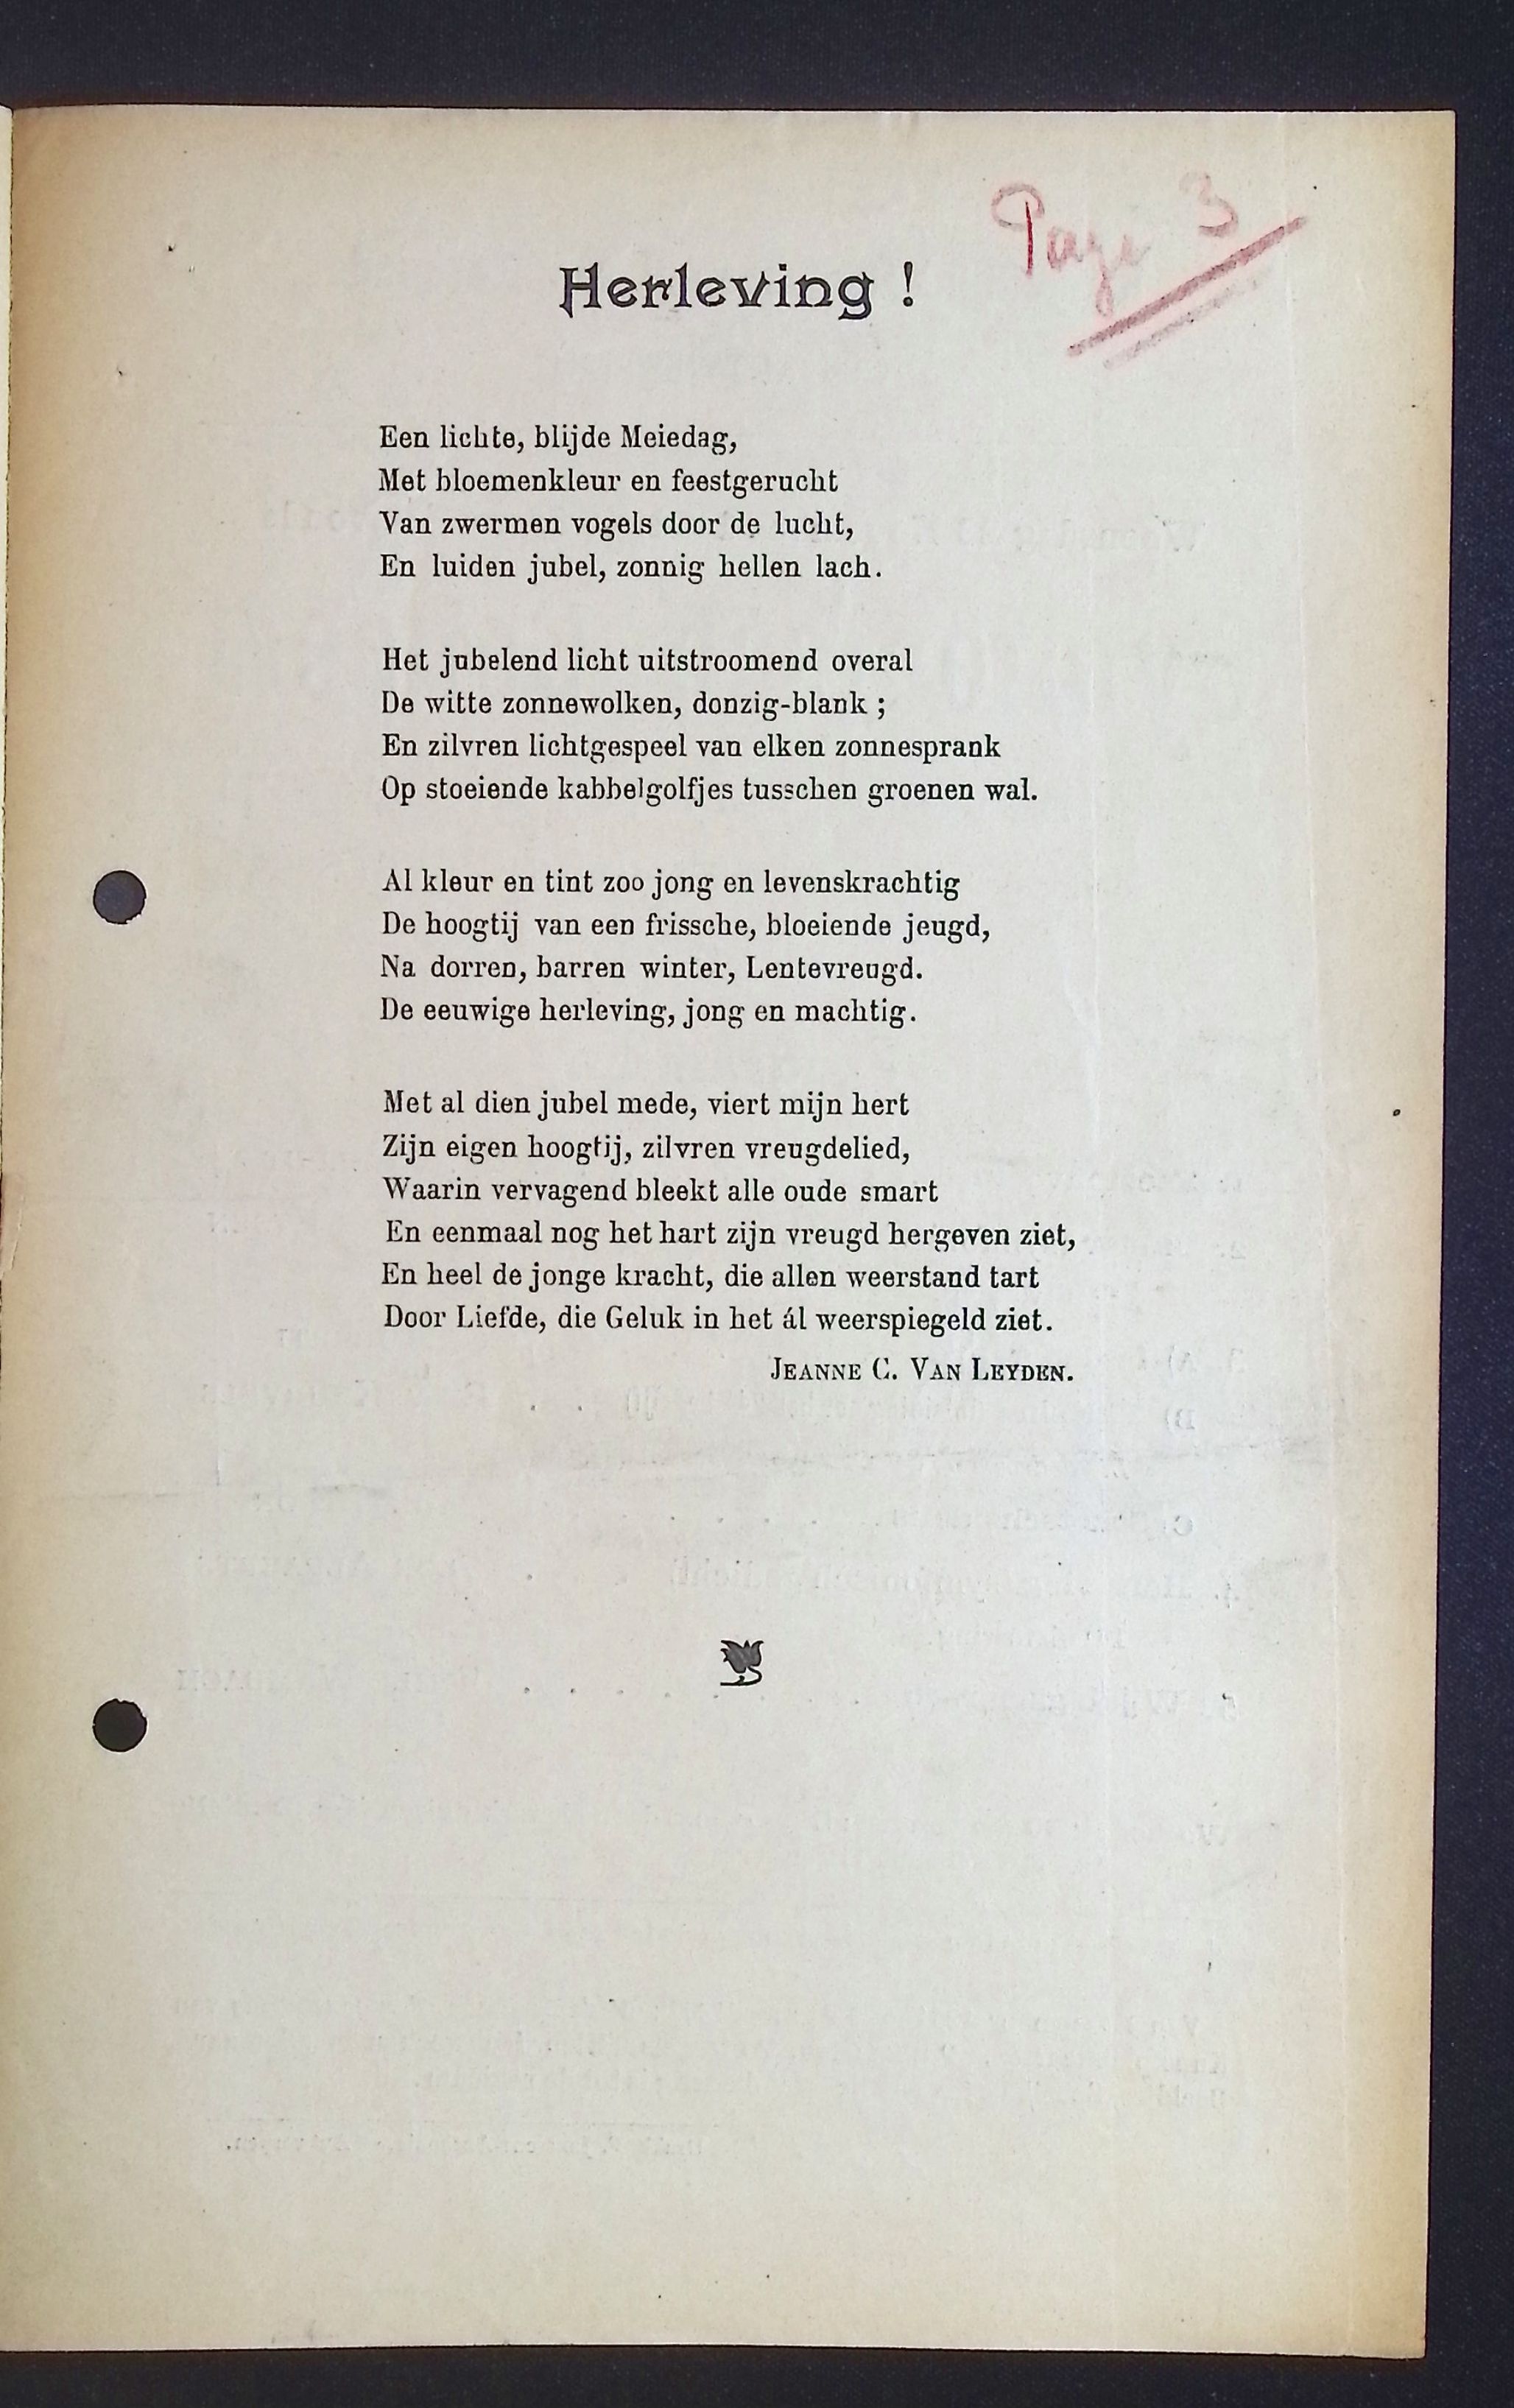 Page 3
Herleving !
Een lichte, blijde Meiedag,
Met bloemenkleur en feestgerucht
Van zwermen vogels door de lucht,
En luiden jubel, zonnig hellen lach.
Het jubelend licht uitstroomend overal
De witte zonnewolken, donzig-blank ;
En zilvren lichtgespeel van elken zonnesprank
Op stoeiende kabbelgolfjes tusschen groenen wal.
Al kleur en tint zoo jong en levenskrachtig
De hoogtij van een frissche, bloeiende jeugd,
Na dorren, barren winter, Lentevreugd.
De eeuwige herleving, jong en machtig.
Met al dien jubel mede, viert mijn hert
Zijn eigen hoogtij, zilvren vreugdelied,
Waarin vervagend bleekt alle oude smart
En eenmaal nog het hart zijn vreugd hergeven ziet,
En heel de jonge kracht, die allen weerstand tart
Door Liefde, die Geluk in het ál weerspiegeld ziet.
JEANNE C. VAN LEYDEN.